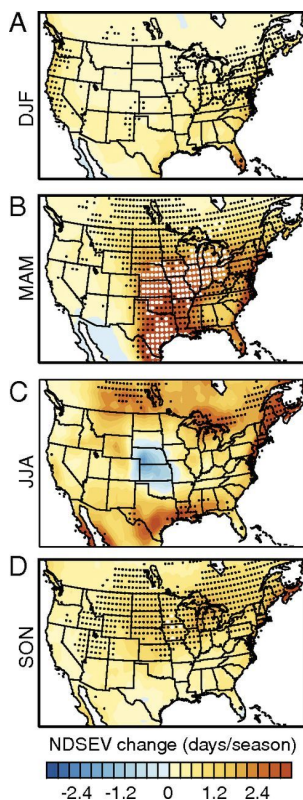 A
DJF
B
MAM
C
JJA
D
SON
NDSEV change (days/season)
-2.4 -1.2 0 1.2 2.4